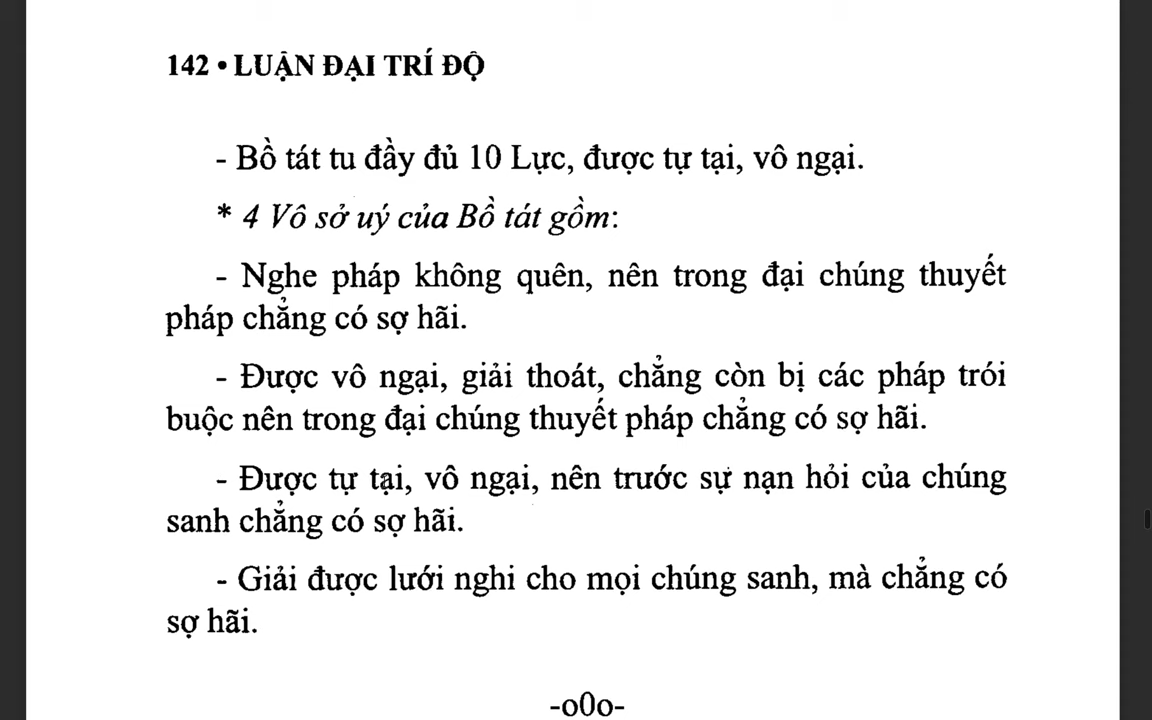 142 • LUẬN ĐẠI TRÍ ĐỘ
- Bồ tát tu đầy đủ 10 Lực, được tự tại, vô ngại.
* 4 Vô sở uý của Bồ tát gồm:
- Nghe pháp không quên, nên trong đại chúng thuyết
pháp chẳng có sợ hãi.
- Được vô ngại, giải thoát, chẳng còn bị các pháp trói
buộc nên trong đại chúng thuyết pháp chẳng có sợ hãi.
- Được tự tại, vô ngại, nên trước sự nạn hỏi của chúng
sanh chẳng có sợ hãi.
- Giải được lưới nghi cho mọi chúng sanh, mà chẳng có
sợ hãi.
-o0o-